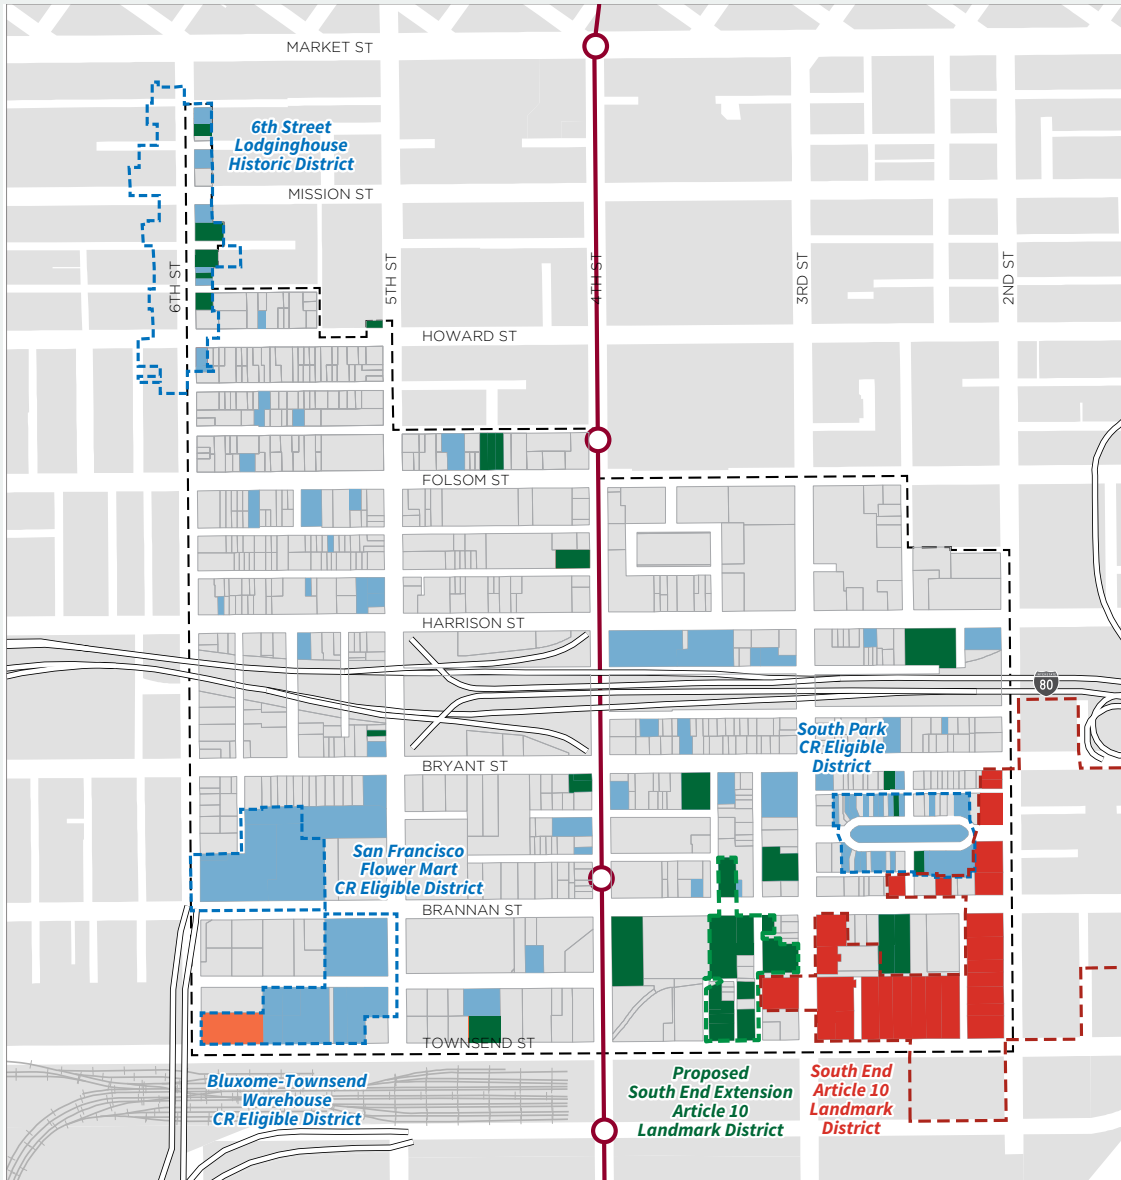 MARKET ST
6th Street
Lodginghouse
Historic District
MISSION ST
6TH ST
5TH ST
4TH ST
3RD ST
2ND ST
HOWARD ST
FOLSOM ST
HARRISON ST
80
South Park
CR Eligible
District
BRYANT ST
San Francisco
Flower Mart
CR Eligible District
BRANNAN ST
TOWNSEND ST
Bluxome-Townsend
Warehouse
CR Eligible District
Proposed
South End Extension
Article 10
Landmark District
South End
Article 10
Landmark
District